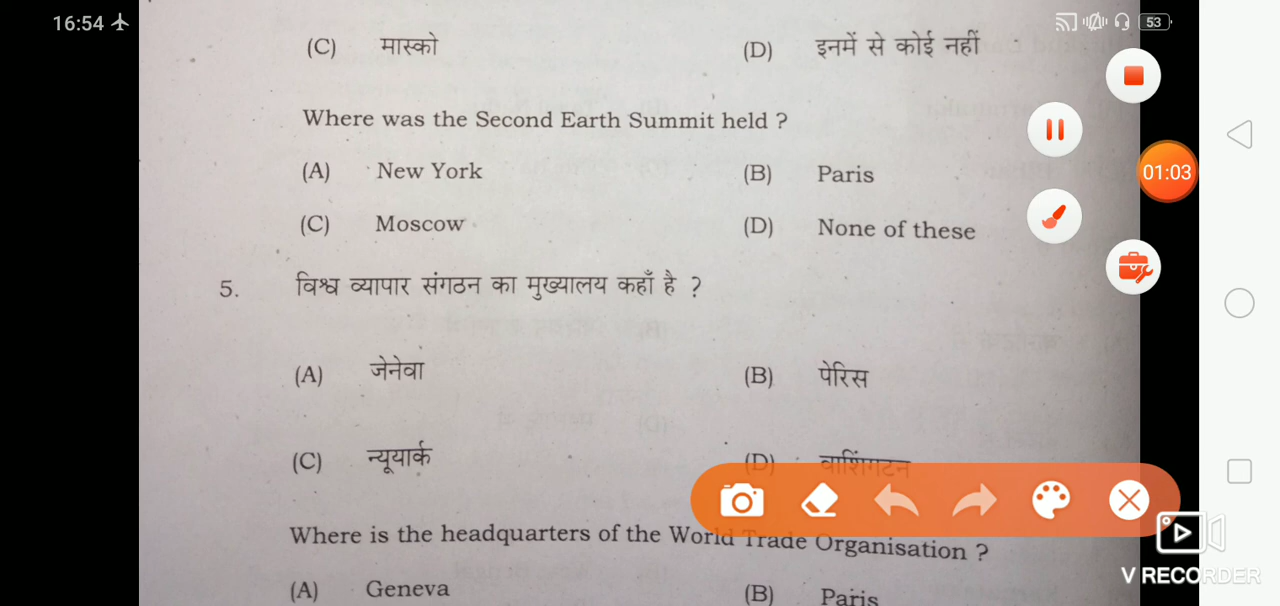 16:54
53
(C) मास्को (D) इनमें से कोई नहीं
01:03
Where was the Second Earth Summit held ?
(A) New York (B) Paris
(C) Moscow (D) None of these
5. विश्व व्यापार संगठन का मुख्यालय कहाँ है ?
(A) जेनेवा (B) पेरिस
(C) न्यूयार्क (D) वाशिंगटन
Where is the headquarters of the World Trade Organisation ?
(A) Geneva (B) Paris
V RECORDER